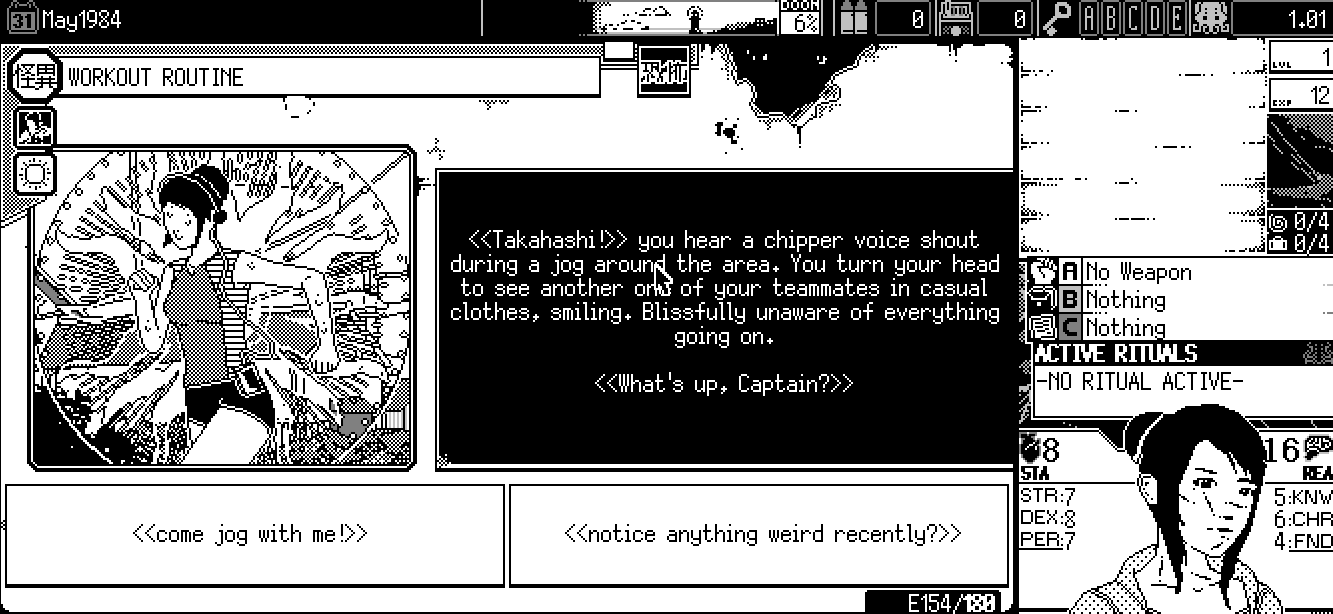 31 May1984
DOOM
6%
0
0
A B C D E
1.01
怪異 WORKOUT ROUTINE
恐怖
LVL 1
EXP 12
0/4
0/4
<<Takahashi!>> you hear a chipper voice shout
during a jog around the area. You turn your head
to see another one of your teammates in casual
clothes, smiling. Blissfully unaware of everything
going on.
<<What's up, Captain?>>
A No Weapon
B Nothing
C Nothing
ACTIVE RITUALS
-NO RITUAL ACTIVE-
8
STA
16
REA
STR:7
DEX:8
PER:7
5:KNW
6:CHR
4:FND
<<come jog with me!>>
<<notice anything weird recently?>>
E154/180